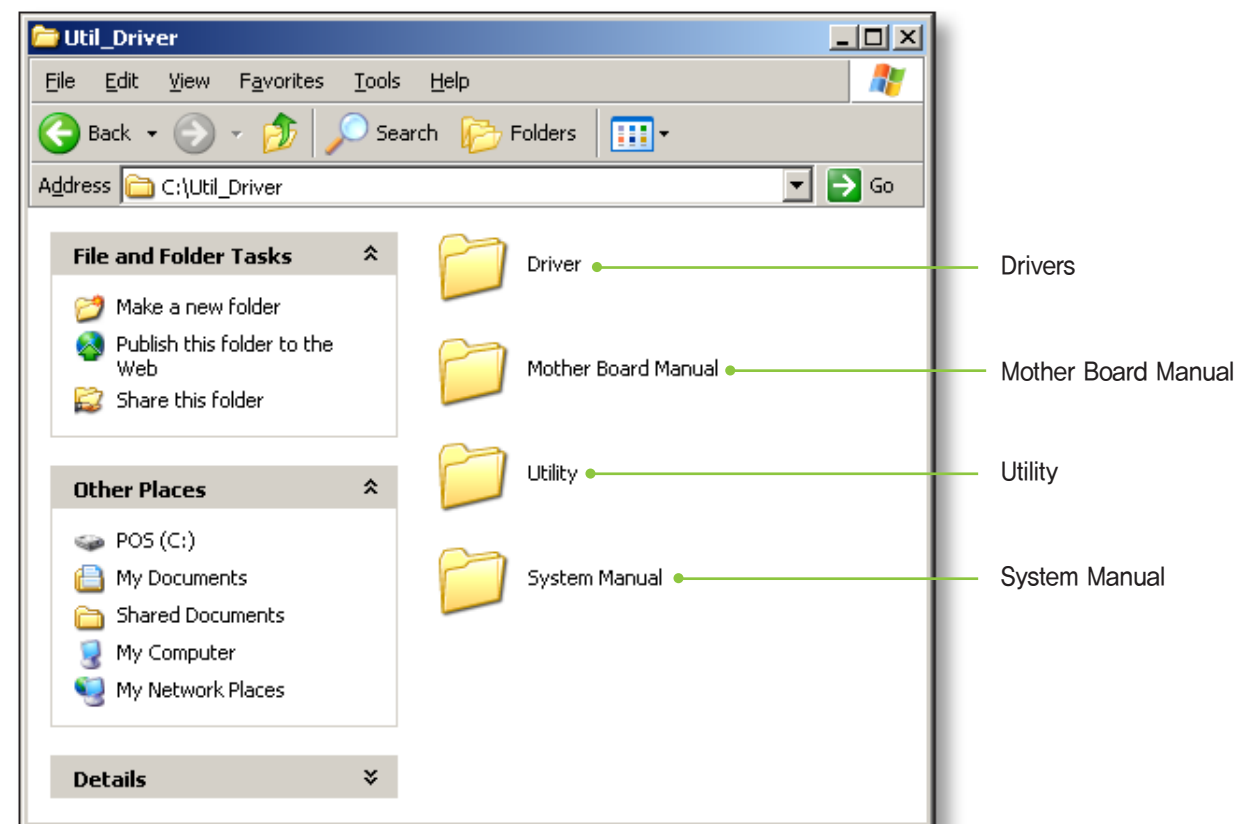 Util_Driver
File Edit View Favorites Tools Help
Back Search Folders
Address C:\Util_Driver Go
File and Folder Tasks
Make a new folder
Publish this folder to the
Web
Share this folder
Other Places
POS (C:)
My Documents
Shared Documents
My Computer
My Network Places
Details
Driver
Mother Board Manual
Utility
System Manual
Drivers
Mother Board Manual
Utility
System Manual